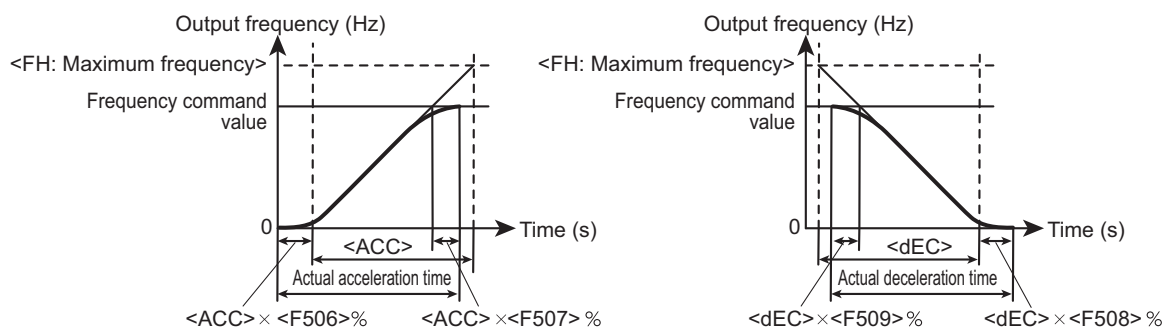 Output frequency (Hz)
<FH: Maximum frequency>
Frequency command
value
0
Time (s)
<ACC>
Actual acceleration time
<ACC> × <F506> %
<ACC> × <F507> %
Output frequency (Hz)
<FH: Maximum frequency>
Frequency command
value
0
Time (s)
<dEC>
Actual deceleration time
<dEC> × <F509> %
<dEC> × <F508> %